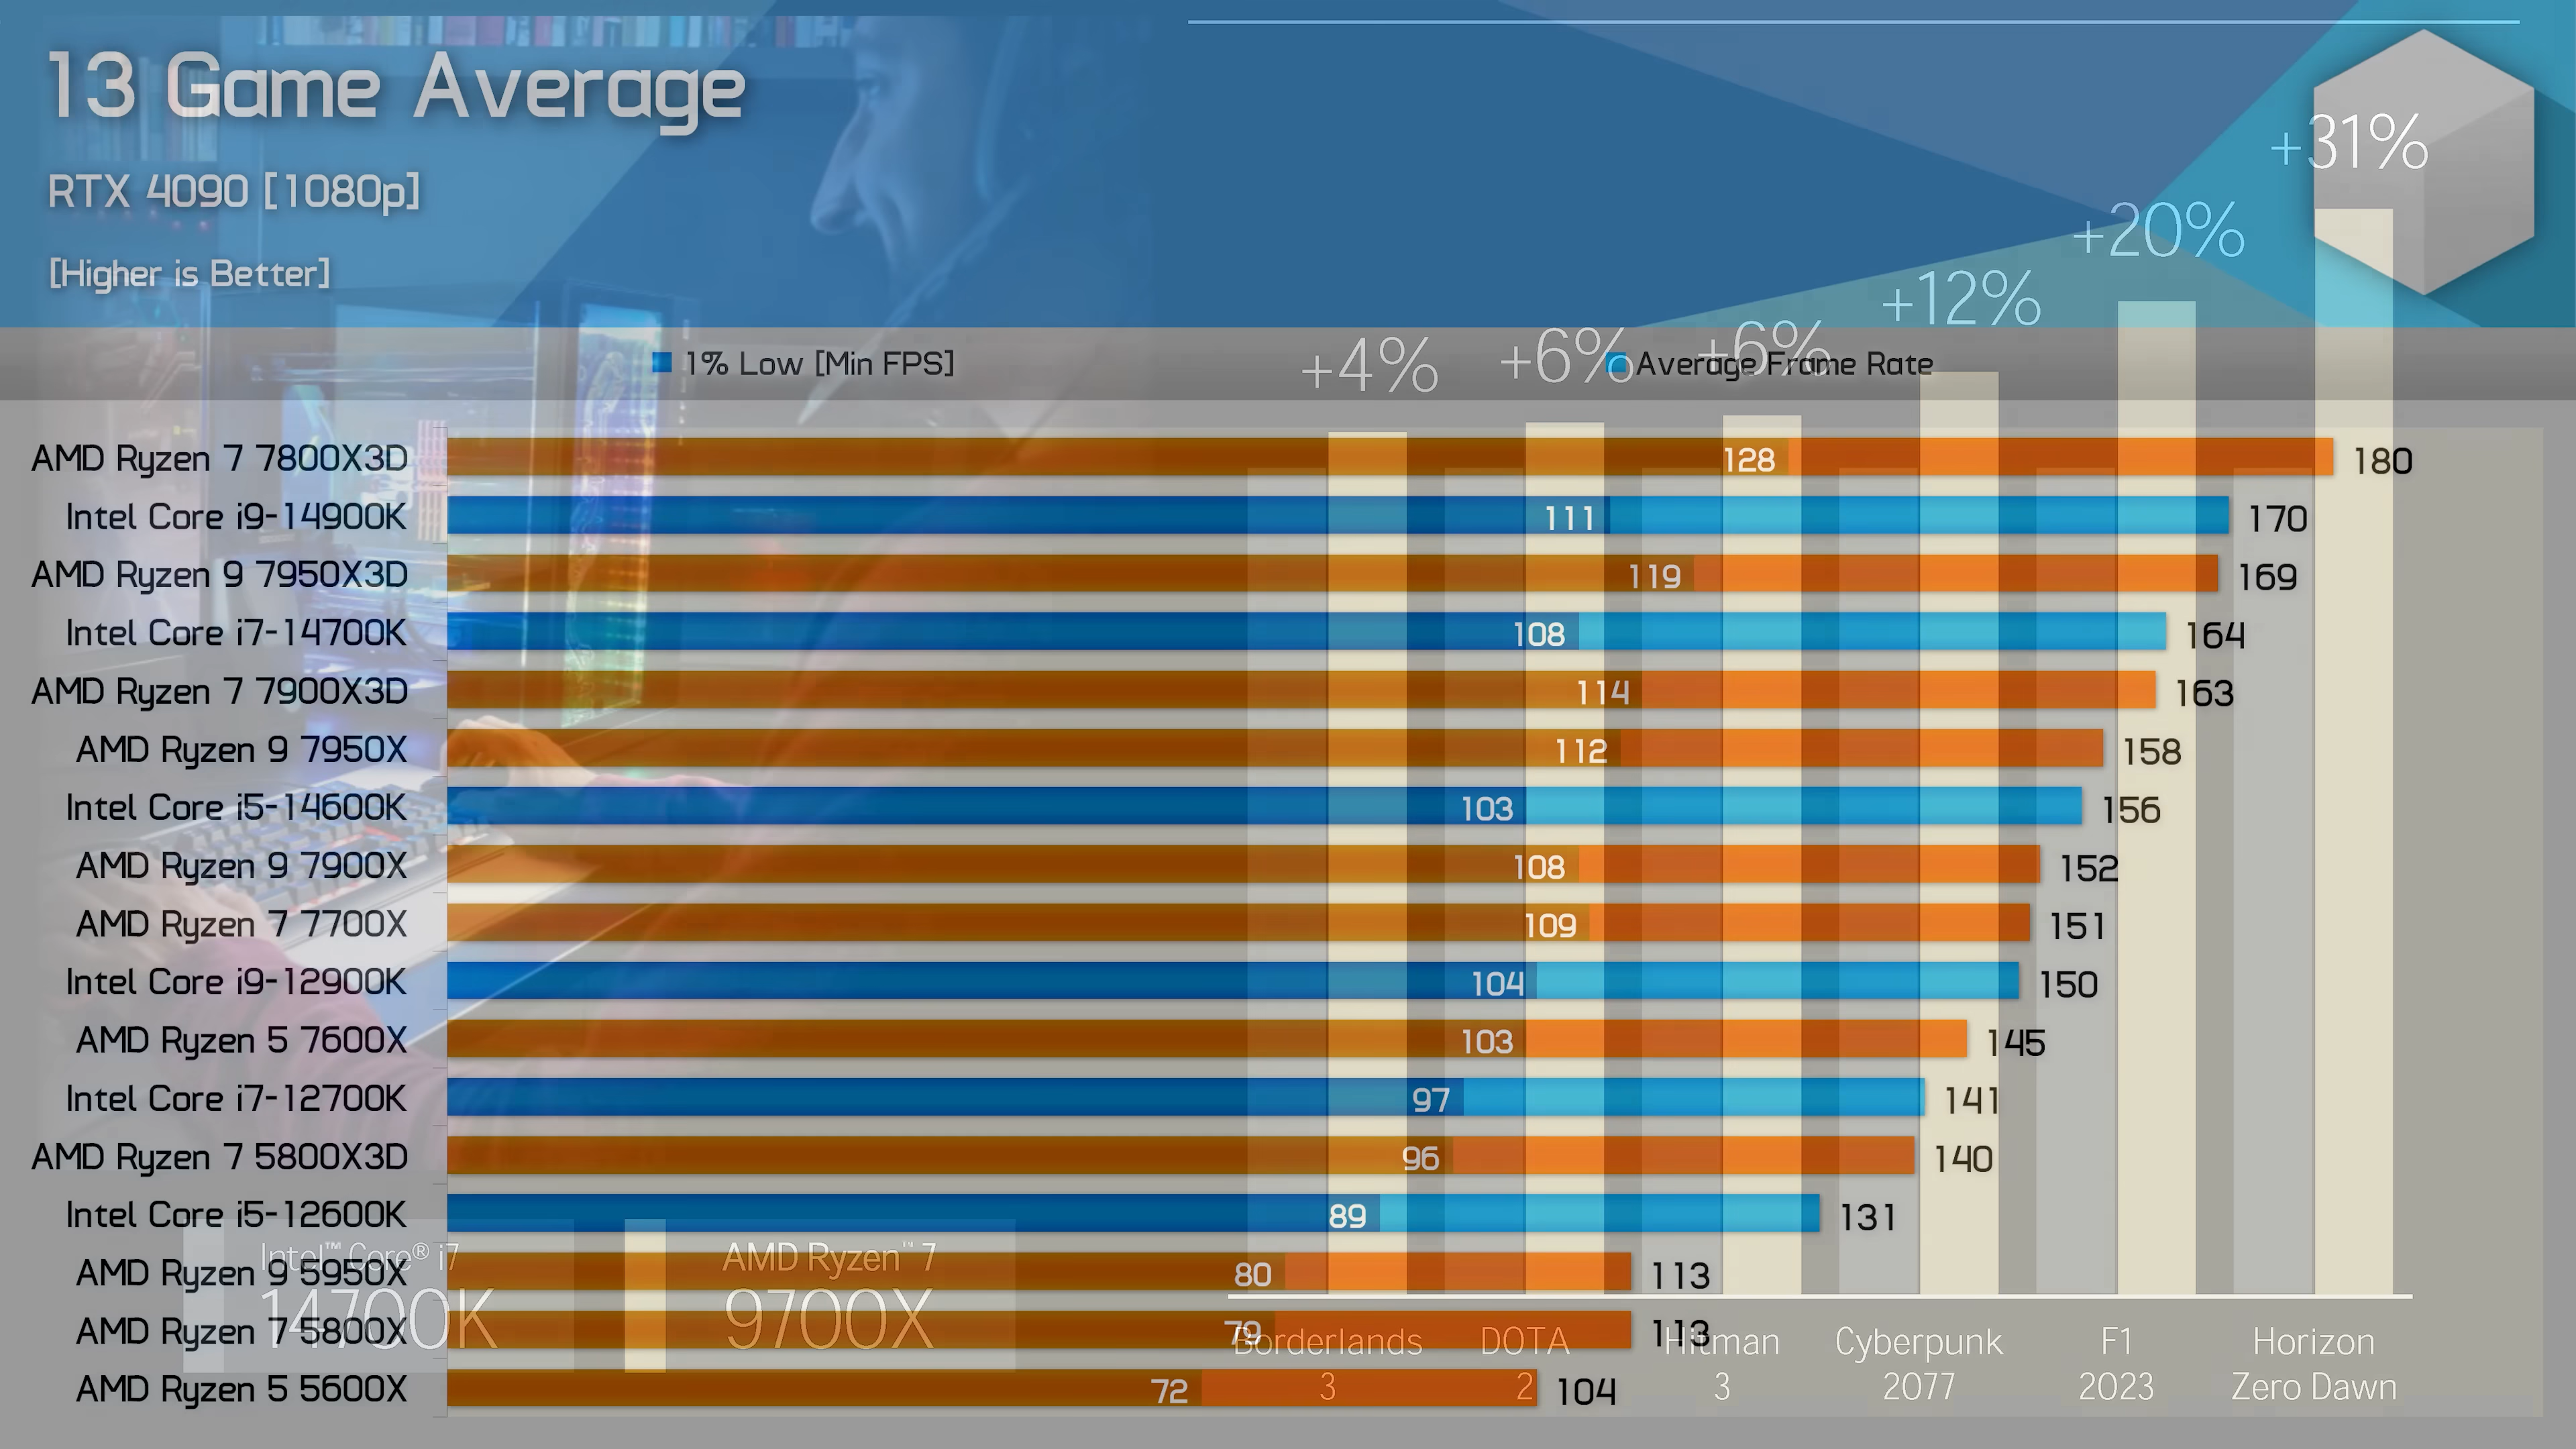 13 Game Average
RTX 4090 [1080p]
[Higher is Better]
+31%
+20%
+12%
+6%
+6%
+4%
1% Low [Min FPS]
Average Frame Rate
AMD Ryzen 7 7800X3D 128 180
Intel Core i9-14900K 111 170
AMD Ryzen 9 7950X3D 119 169
Intel Core i7-14700K 108 164
AMD Ryzen 7 7900X3D 114 163
AMD Ryzen 9 7950X 112 158
Intel Core i5-14600K 103 156
AMD Ryzen 9 7900X 108 152
AMD Ryzen 7 7700X 109 151
Intel Core i9-12900K 104 150
AMD Ryzen 5 7600X 103 145
Intel Core i7-12700K 97 141
AMD Ryzen 7 5800X3D 96 140
Intel Core i5-12600K 89 131
AMD Ryzen 9 5950X 80 113
AMD Ryzen 7 5800X 79 113
AMD Ryzen 5 5600X 72 104
Intel™ Core® i7
14700K
AMD Ryzen™ 7
9700X
Borderlands
3
DOTA
2
Hitman
3
Cyberpunk
2077
F1
2023
Horizon
Zero Dawn